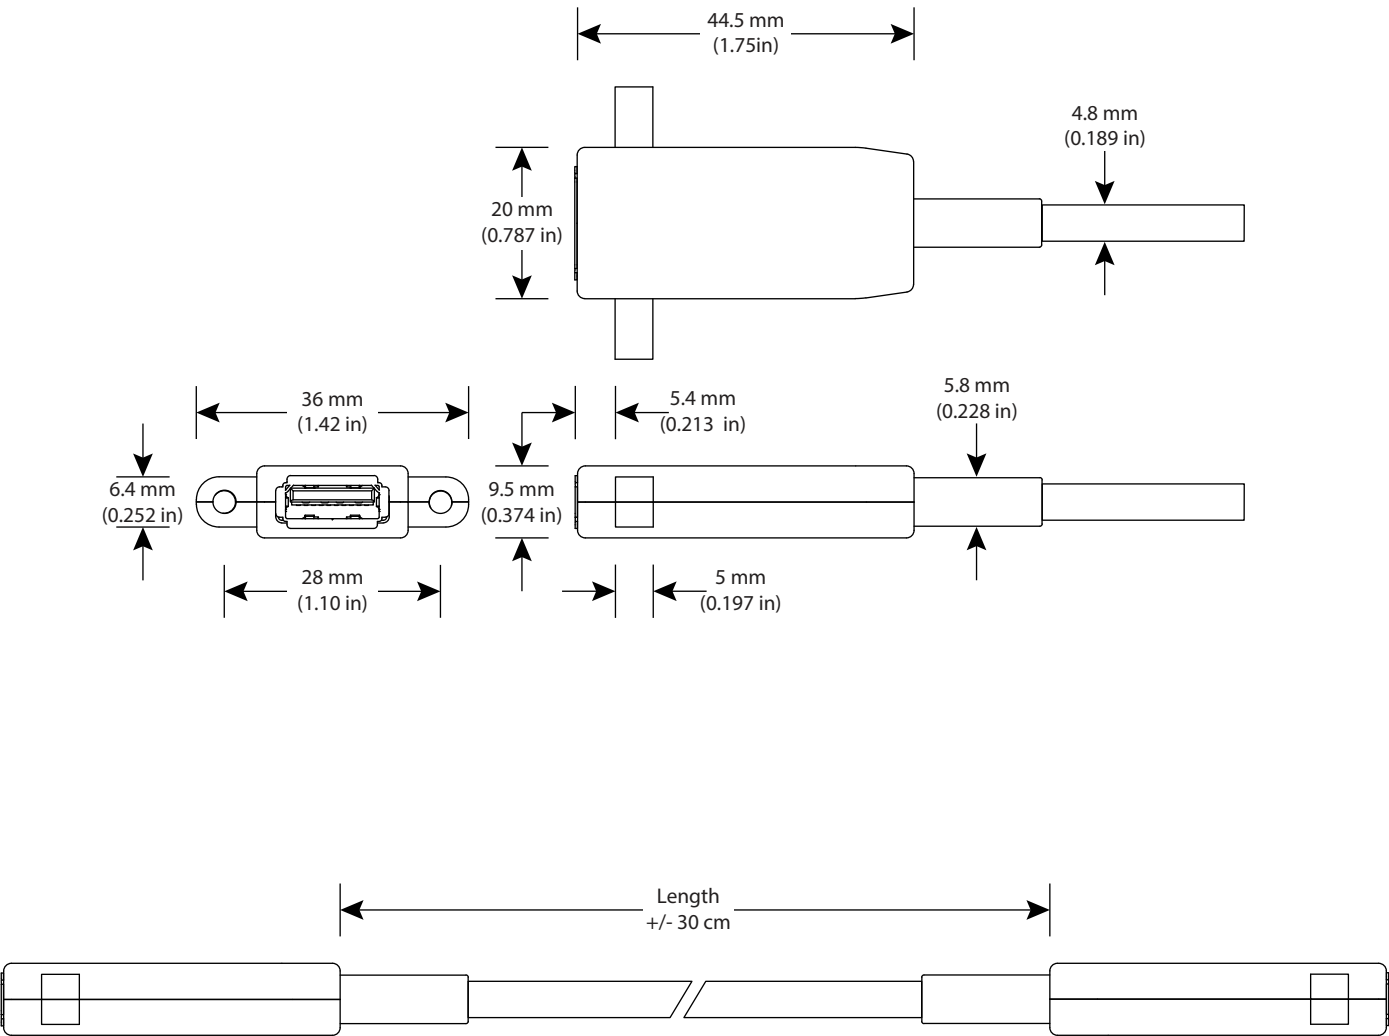 44.5 mm
(1.75in)
4.8 mm
(0.189 in)
20 mm
(0.787 in)
36 mm
(1.42 in)
5.4 mm
(0.213  in)
5.8 mm
(0.228 in)
6.4 mm
(0.252 in)
9.5 mm
(0.374 in)
28 mm
(1.10 in)
5 mm
(0.197 in)
Length
+/- 30 cm